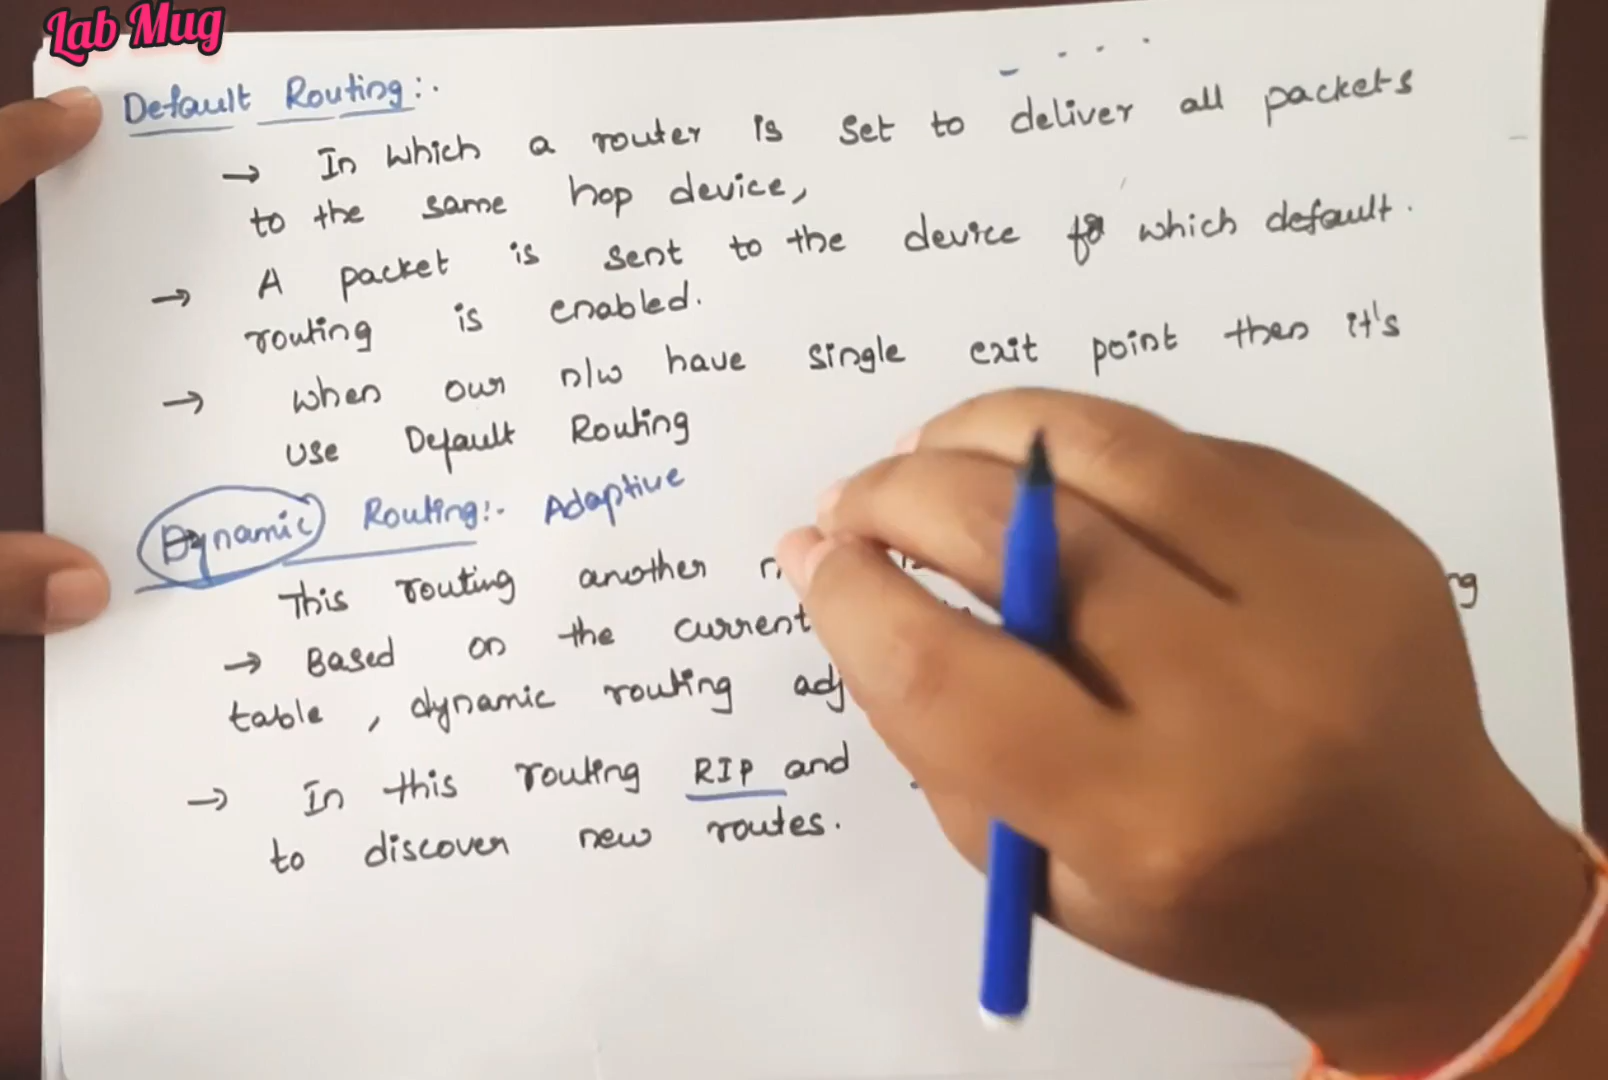 Lab Mug
Default Routing:-
→ In which a router is set to deliver all packets
to the same hop device,
→ A packet is sent to the device for which default.
routing is enabled.
→ when our n/w have single exit point then it's
use Default Routing
Dynamic Routing:- Adaptive
This routing another
→ Based on the current
table, dynamic routing
→ In this routing RIP and
to discover new routes.